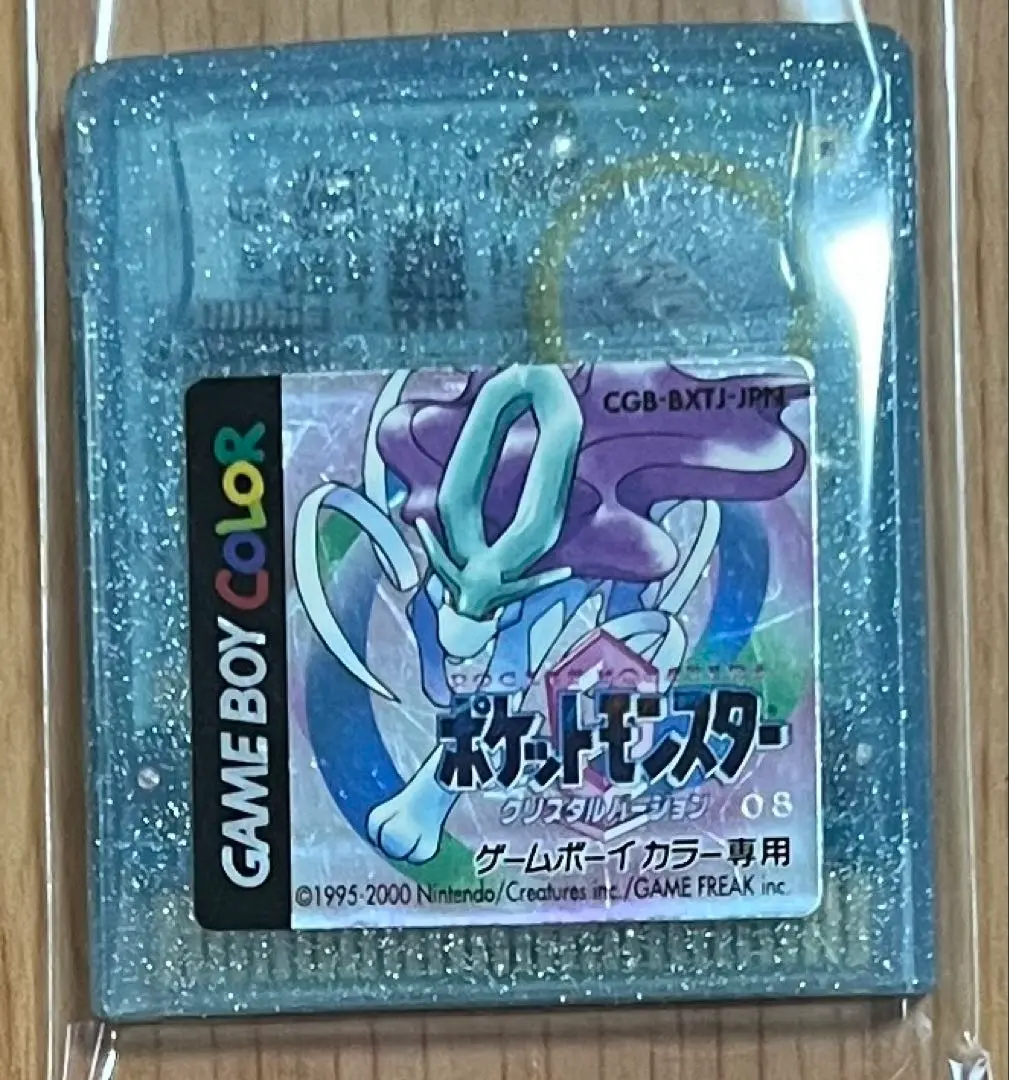 CGB-BXTJ-JPN
GAME BOY COLOR
POCKET MONSTERS
ポケットモンスター
クリスタルバージョン 08
ゲームボーイカラー専用
©1995-2000 Nintendo/Creatures inc./GAME FREAK inc.